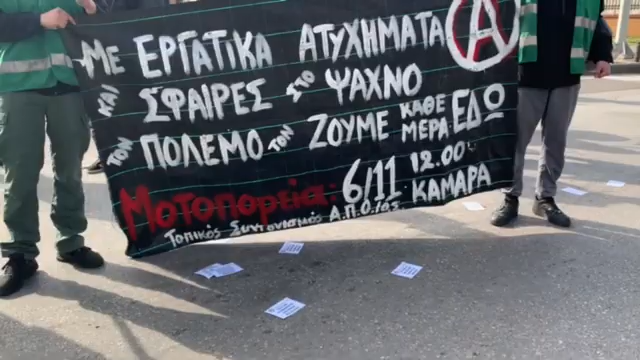 ΜΕ ΕΡΓΑΤΙΚΑ ΑΤΥΧΗΜΑΤΑ
ΚΑΙ ΣΦΑΙΡΕΣ ΣΤΟ ΨΑΧΝΟ
ΤΟΝ ΠΟΛΕΜΟ ΤΟΝ ΖΟΥΜΕ ΚΑΘΕ ΜΕΡΑ ΕΔΩ
ΜΟΤΟΠΟΡΕΙΑ: 6/11 12.00 ΚΑΜΑΡΑ
Τοπικός Συντονισμός Α.Π.Ο.